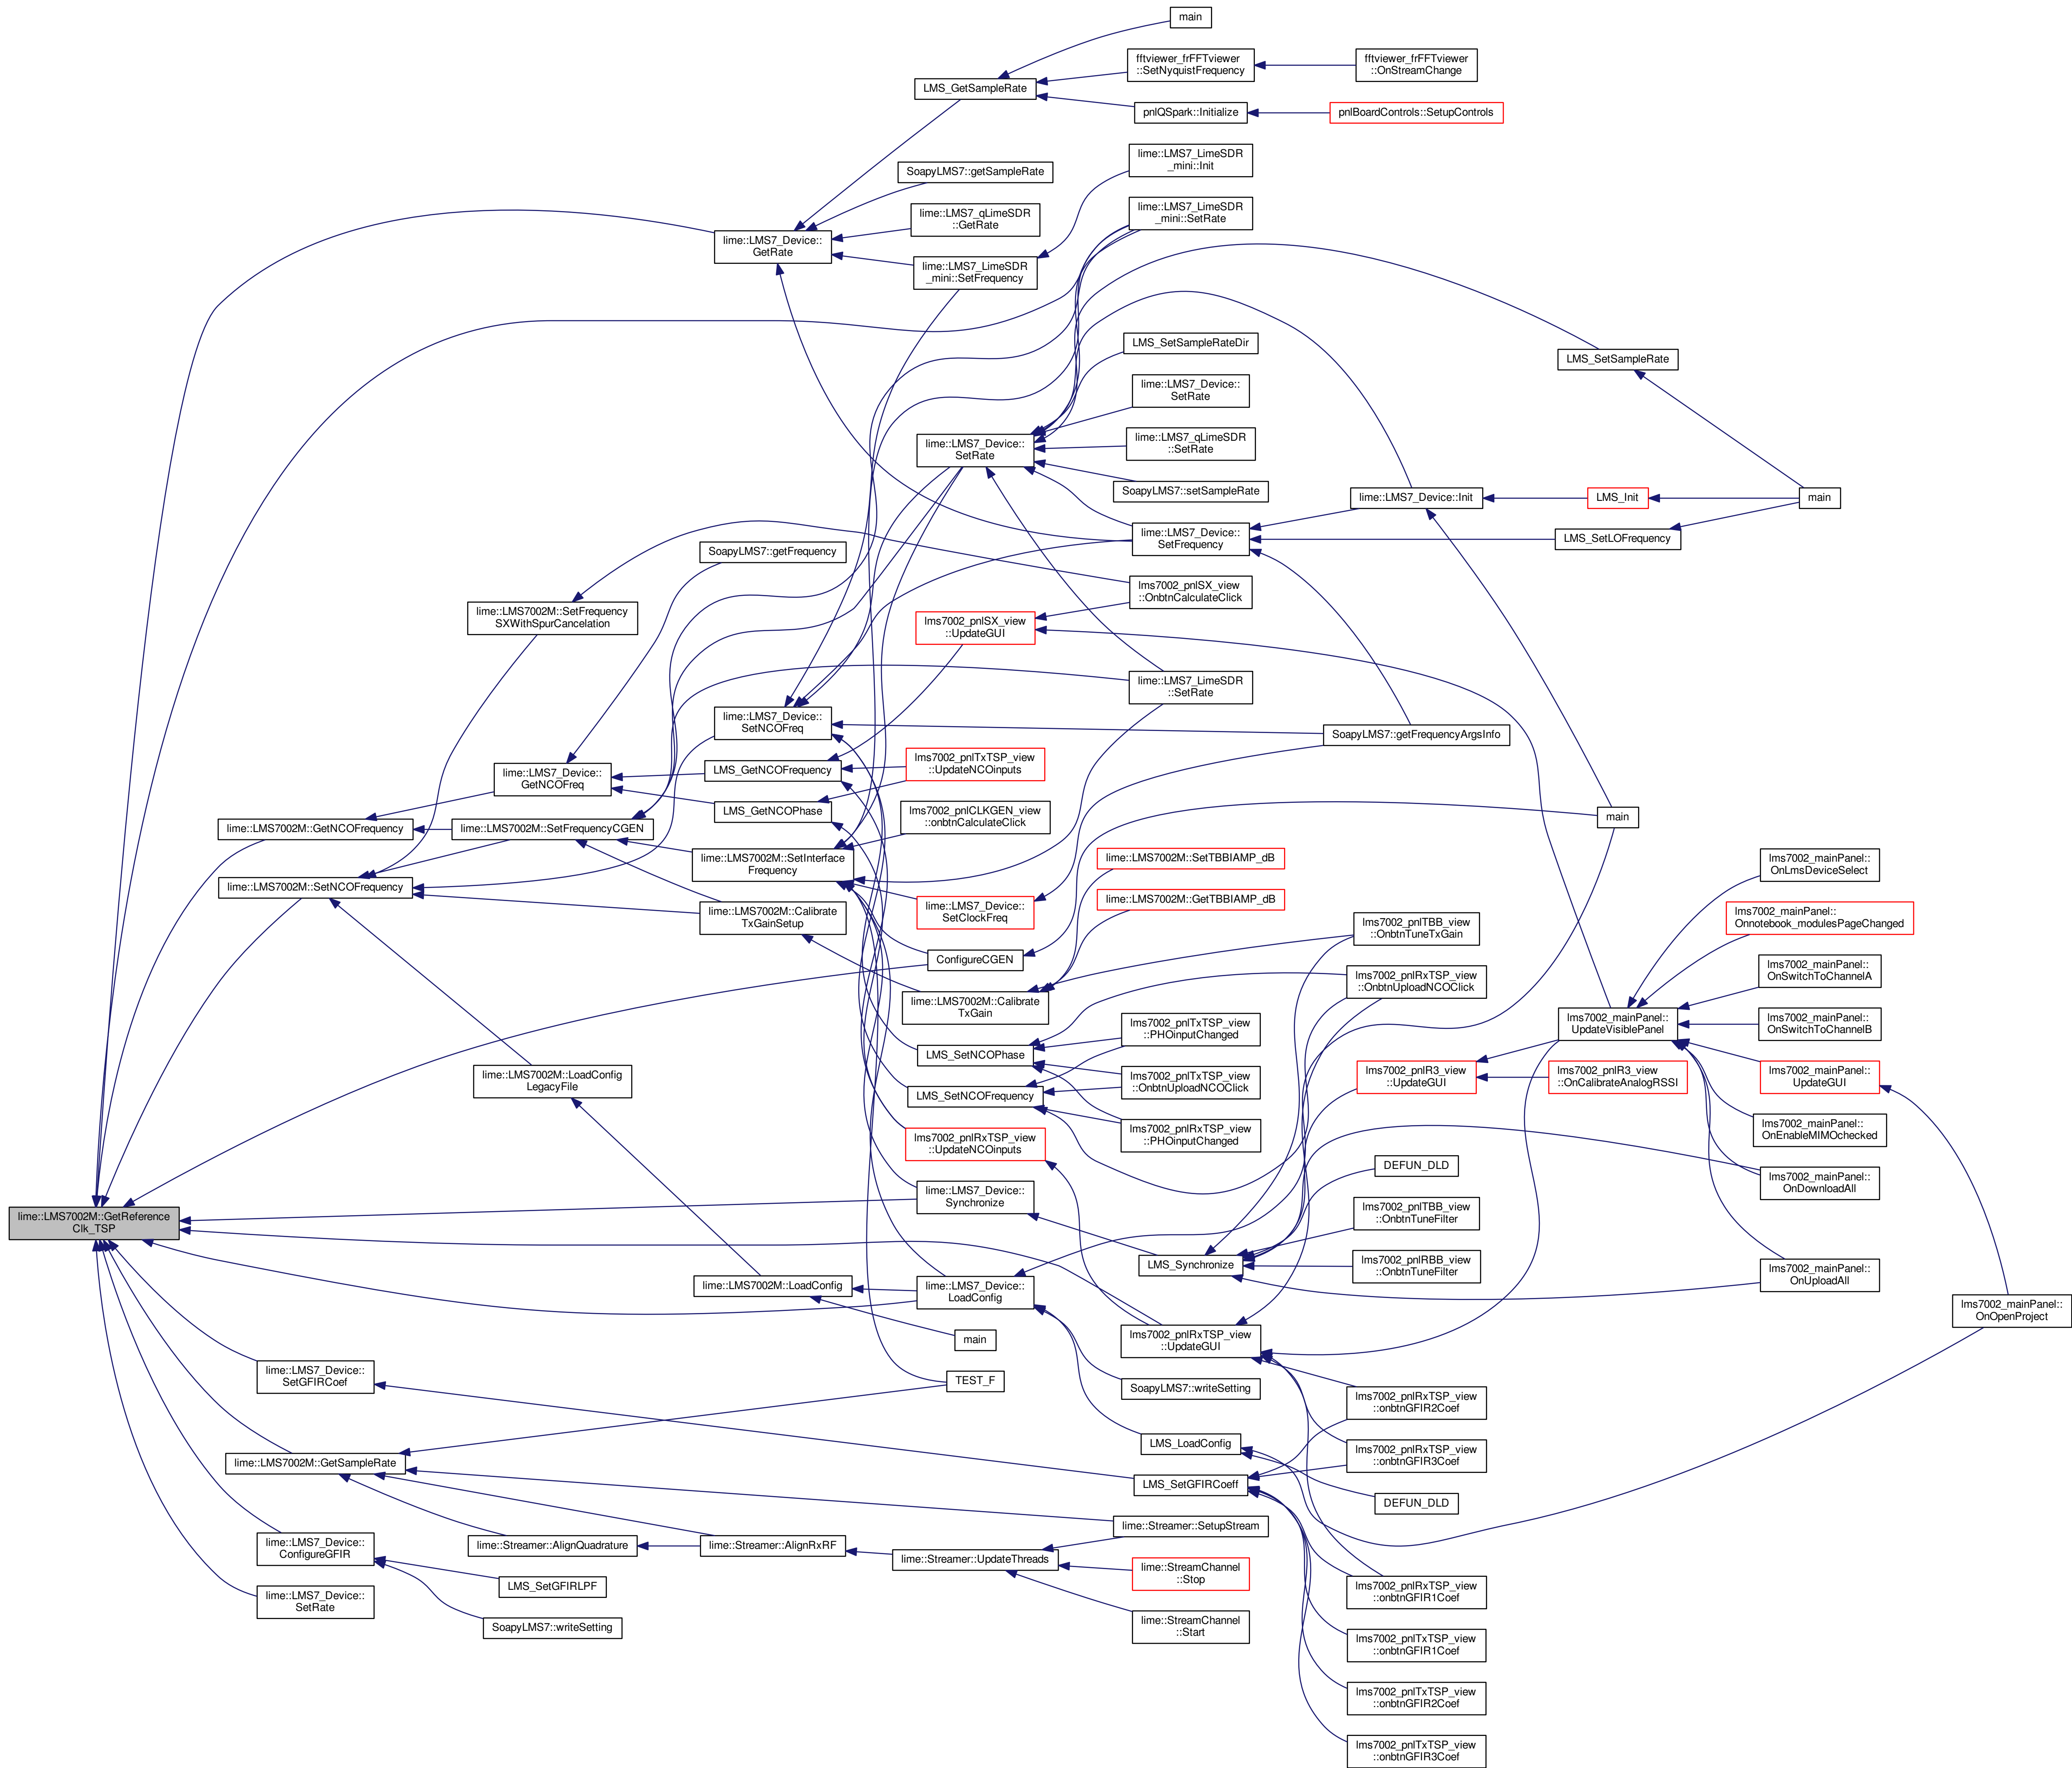 main
fftviewer_frFFTviewer
::SetNyquistFrequency
fftviewer_frFFTviewer
::OnStreamChange
LMS_GetSampleRate
pnlQSpark::Initialize
pnlBoardControls::SetupControls
lime::LMS7_LimeSDR
_mini::Init
SoapyLMS7::getSampleRate
lime::LMS7_qLimeSDR
::GetRate
lime::LMS7_LimeSDR
_mini::SetRate
lime::LMS7_Device::
GetRate
lime::LMS7_LimeSDR
_mini::SetFrequency
LMS_SetSampleRateDir
LMS_SetSampleRate
lime::LMS7_Device::
SetRate
lime::LMS7_Device::
SetRate
lime::LMS7_qLimeSDR
::SetRate
SoapyLMS7::setSampleRate
lime::LMS7_Device::Init
LMS_Init
main
lime::LMS7_Device::
SetFrequency
LMS_SetLOFrequency
SoapyLMS7::getFrequency
lms7002_pnlSX_view
::OnbtnCalculateClick
lime::LMS7002M::SetFrequency
SXWithSpurCancelation
lms7002_pnlSX_view
::UpdateGUI
lime::LMS7_LimeSDR
::SetRate
lime::LMS7_Device::
SetNCOFreq
SoapyLMS7::getFrequencyArgsInfo
lime::LMS7_Device::
GetNCOFreq
LMS_GetNCOFrequency
lms7002_pnlTxTSP_view
::UpdateNCOinputs
LMS_GetNCOPhase
lms7002_pnlCLKGEN_view
::onbtnCalculateClick
main
lime::LMS7002M::GetNCOFrequency
lime::LMS7002M::SetFrequencyCGEN
lime::LMS7002M::SetInterface
Frequency
lime::LMS7002M::SetTBBIAMP_dB
lms7002_mainPanel::
OnLmsDeviceSelect
lime::LMS7002M::SetNCOFrequency
lime::LMS7_Device::
SetClockFreq
lime::LMS7002M::GetTBBIAMP_dB
lime::LMS7002M::Calibrate
TxGainSetup
lms7002_mainPanel::
Onnotebook_modulesPageChanged
lms7002_pnlTBB_view
::OnbtnTuneTxGain
ConfigureCGEN
lms7002_mainPanel::
OnSwitchToChannelA
lms7002_pnlRxTSP_view
::OnbtnUploadNCOClick
lime::LMS7002M::Calibrate
TxGain
lms7002_mainPanel::
UpdateVisiblePanel
lms7002_mainPanel::
OnSwitchToChannelB
lms7002_pnlTxTSP_view
::PHOinputChanged
LMS_SetNCOPhase
lms7002_pnlTxTSP_view
::OnbtnUploadNCOClick
lms7002_pnlR3_view
::UpdateGUI
lms7002_pnlR3_view
::OnCalibrateAnalogRSSI
lms7002_mainPanel::
UpdateGUI
lime::LMS7002M::LoadConfig
LegacyFile
LMS_SetNCOFrequency
lms7002_pnlRxTSP_view
::PHOinputChanged
lms7002_mainPanel::
OnEnableMIMOchecked
lms7002_pnlRxTSP_view
::UpdateNCOinputs
DEFUN_DLD
lms7002_mainPanel::
OnDownloadAll
lime::LMS7_Device::
Synchronize
lime::LMS7002M::GetReference
Clk_TSP
lms7002_pnlTBB_view
::OnbtnTuneFilter
LMS_Synchronize
lms7002_pnlRBB_view
::OnbtnTuneFilter
lms7002_mainPanel::
OnUploadAll
lime::LMS7002M::LoadConfig
lime::LMS7_Device::
LoadConfig
lms7002_mainPanel::
OnOpenProject
main
lms7002_pnlRxTSP_view
::UpdateGUI
lime::LMS7_Device::
SetGFIRCoef
TEST_F
SoapyLMS7::writeSetting
lms7002_pnlRxTSP_view
::onbtnGFIR2Coef
LMS_LoadConfig
lms7002_pnlRxTSP_view
::onbtnGFIR3Coef
lime::LMS7002M::GetSampleRate
LMS_SetGFIRCoeff
DEFUN_DLD
lime::Streamer::SetupStream
lime::LMS7_Device::
ConfigureGFIR
lime::Streamer::AlignQuadrature
lime::Streamer::AlignRxRF
lime::Streamer::UpdateThreads
lime::StreamChannel
::Stop
LMS_SetGFIRLPF
lms7002_pnlRxTSP_view
::onbtnGFIR1Coef
lime::LMS7_Device::
SetRate
SoapyLMS7::writeSetting
lime::StreamChannel
::Start
lms7002_pnlTxTSP_view
::onbtnGFIR1Coef
lms7002_pnlTxTSP_view
::onbtnGFIR2Coef
lms7002_pnlTxTSP_view
::onbtnGFIR3Coef